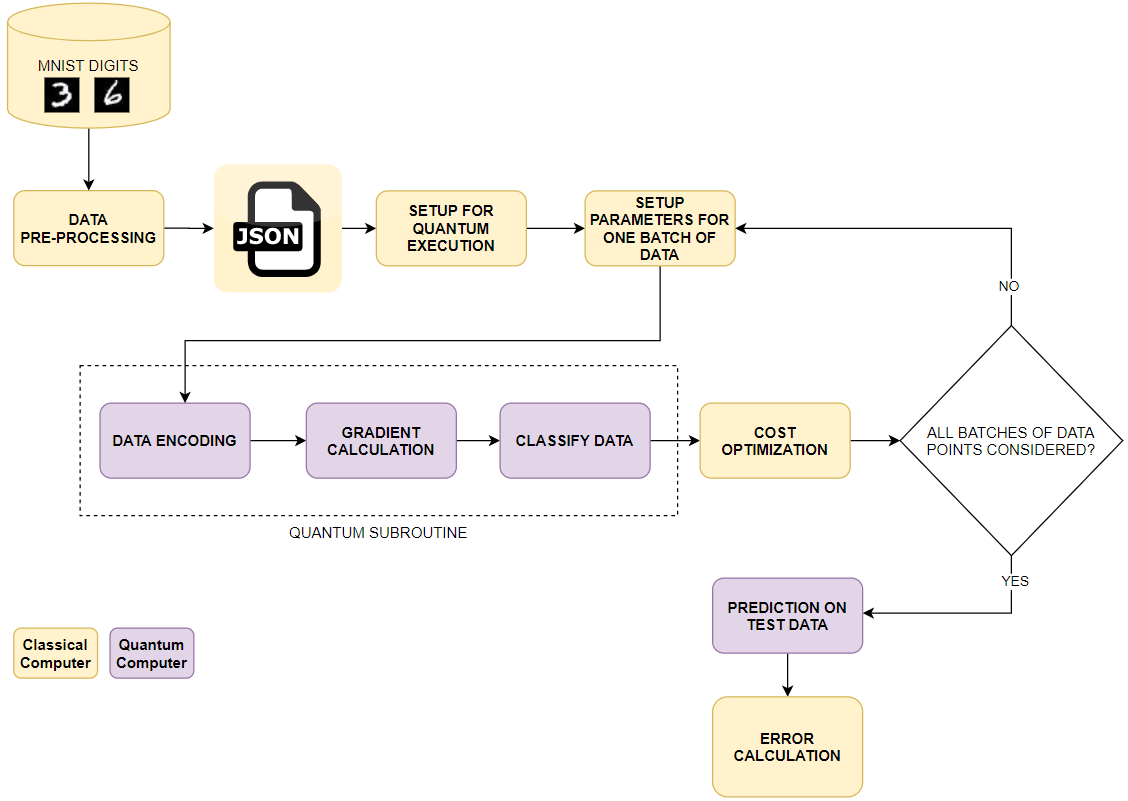 MNIST DIGITS
3 6
DATA
PRE-PROCESSING
JSON
SETUP FOR
QUANTUM
EXECUTION
SETUP
PARAMETERS FOR
ONE BATCH OF
DATA
NO
DATA ENCODING
GRADIENT
CALCULATION
CLASSIFY DATA
COST
OPTIMIZATION
ALL BATCHES OF DATA
POINTS CONSIDERED?
QUANTUM SUBROUTINE
YES
PREDICTION ON
TEST DATA
Classical
Computer
Quantum
Computer
ERROR
CALCULATION